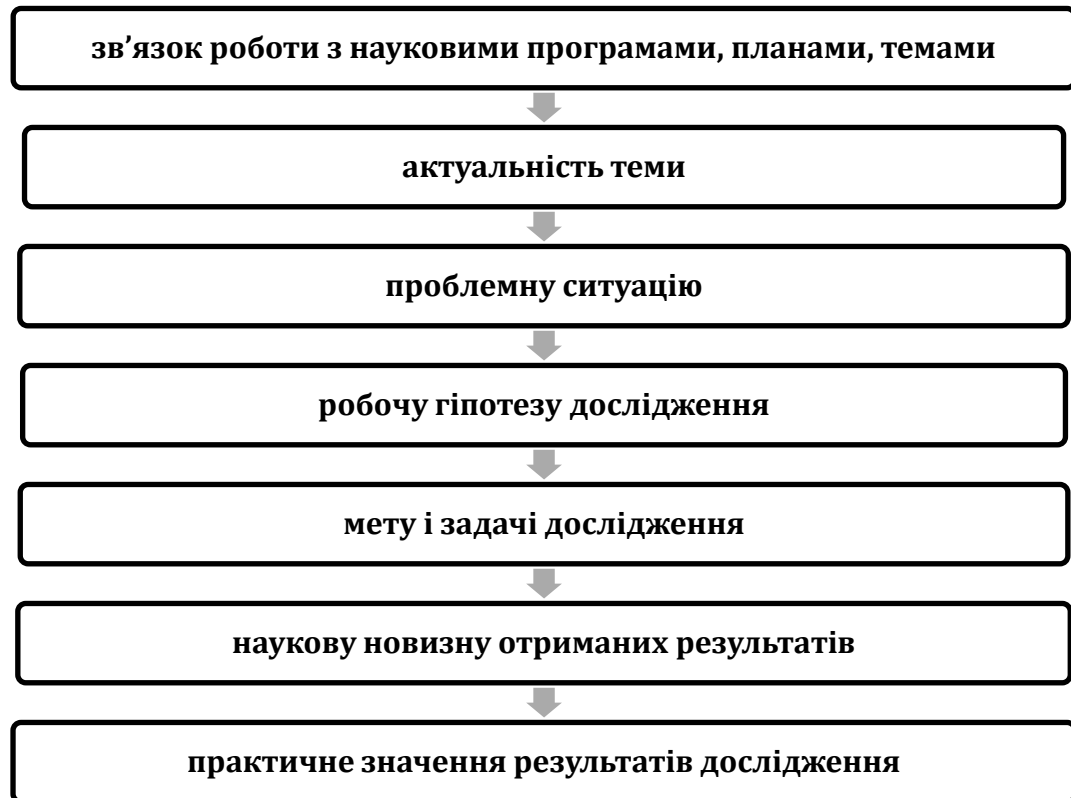 зв’язок роботи з науковими програмами, планами, темами
актуальність теми
проблемну ситуацію
робочу гіпотезу дослідження
мету і задачі дослідження
наукову новизну отриманих результатів
практичне значення результатів дослідження